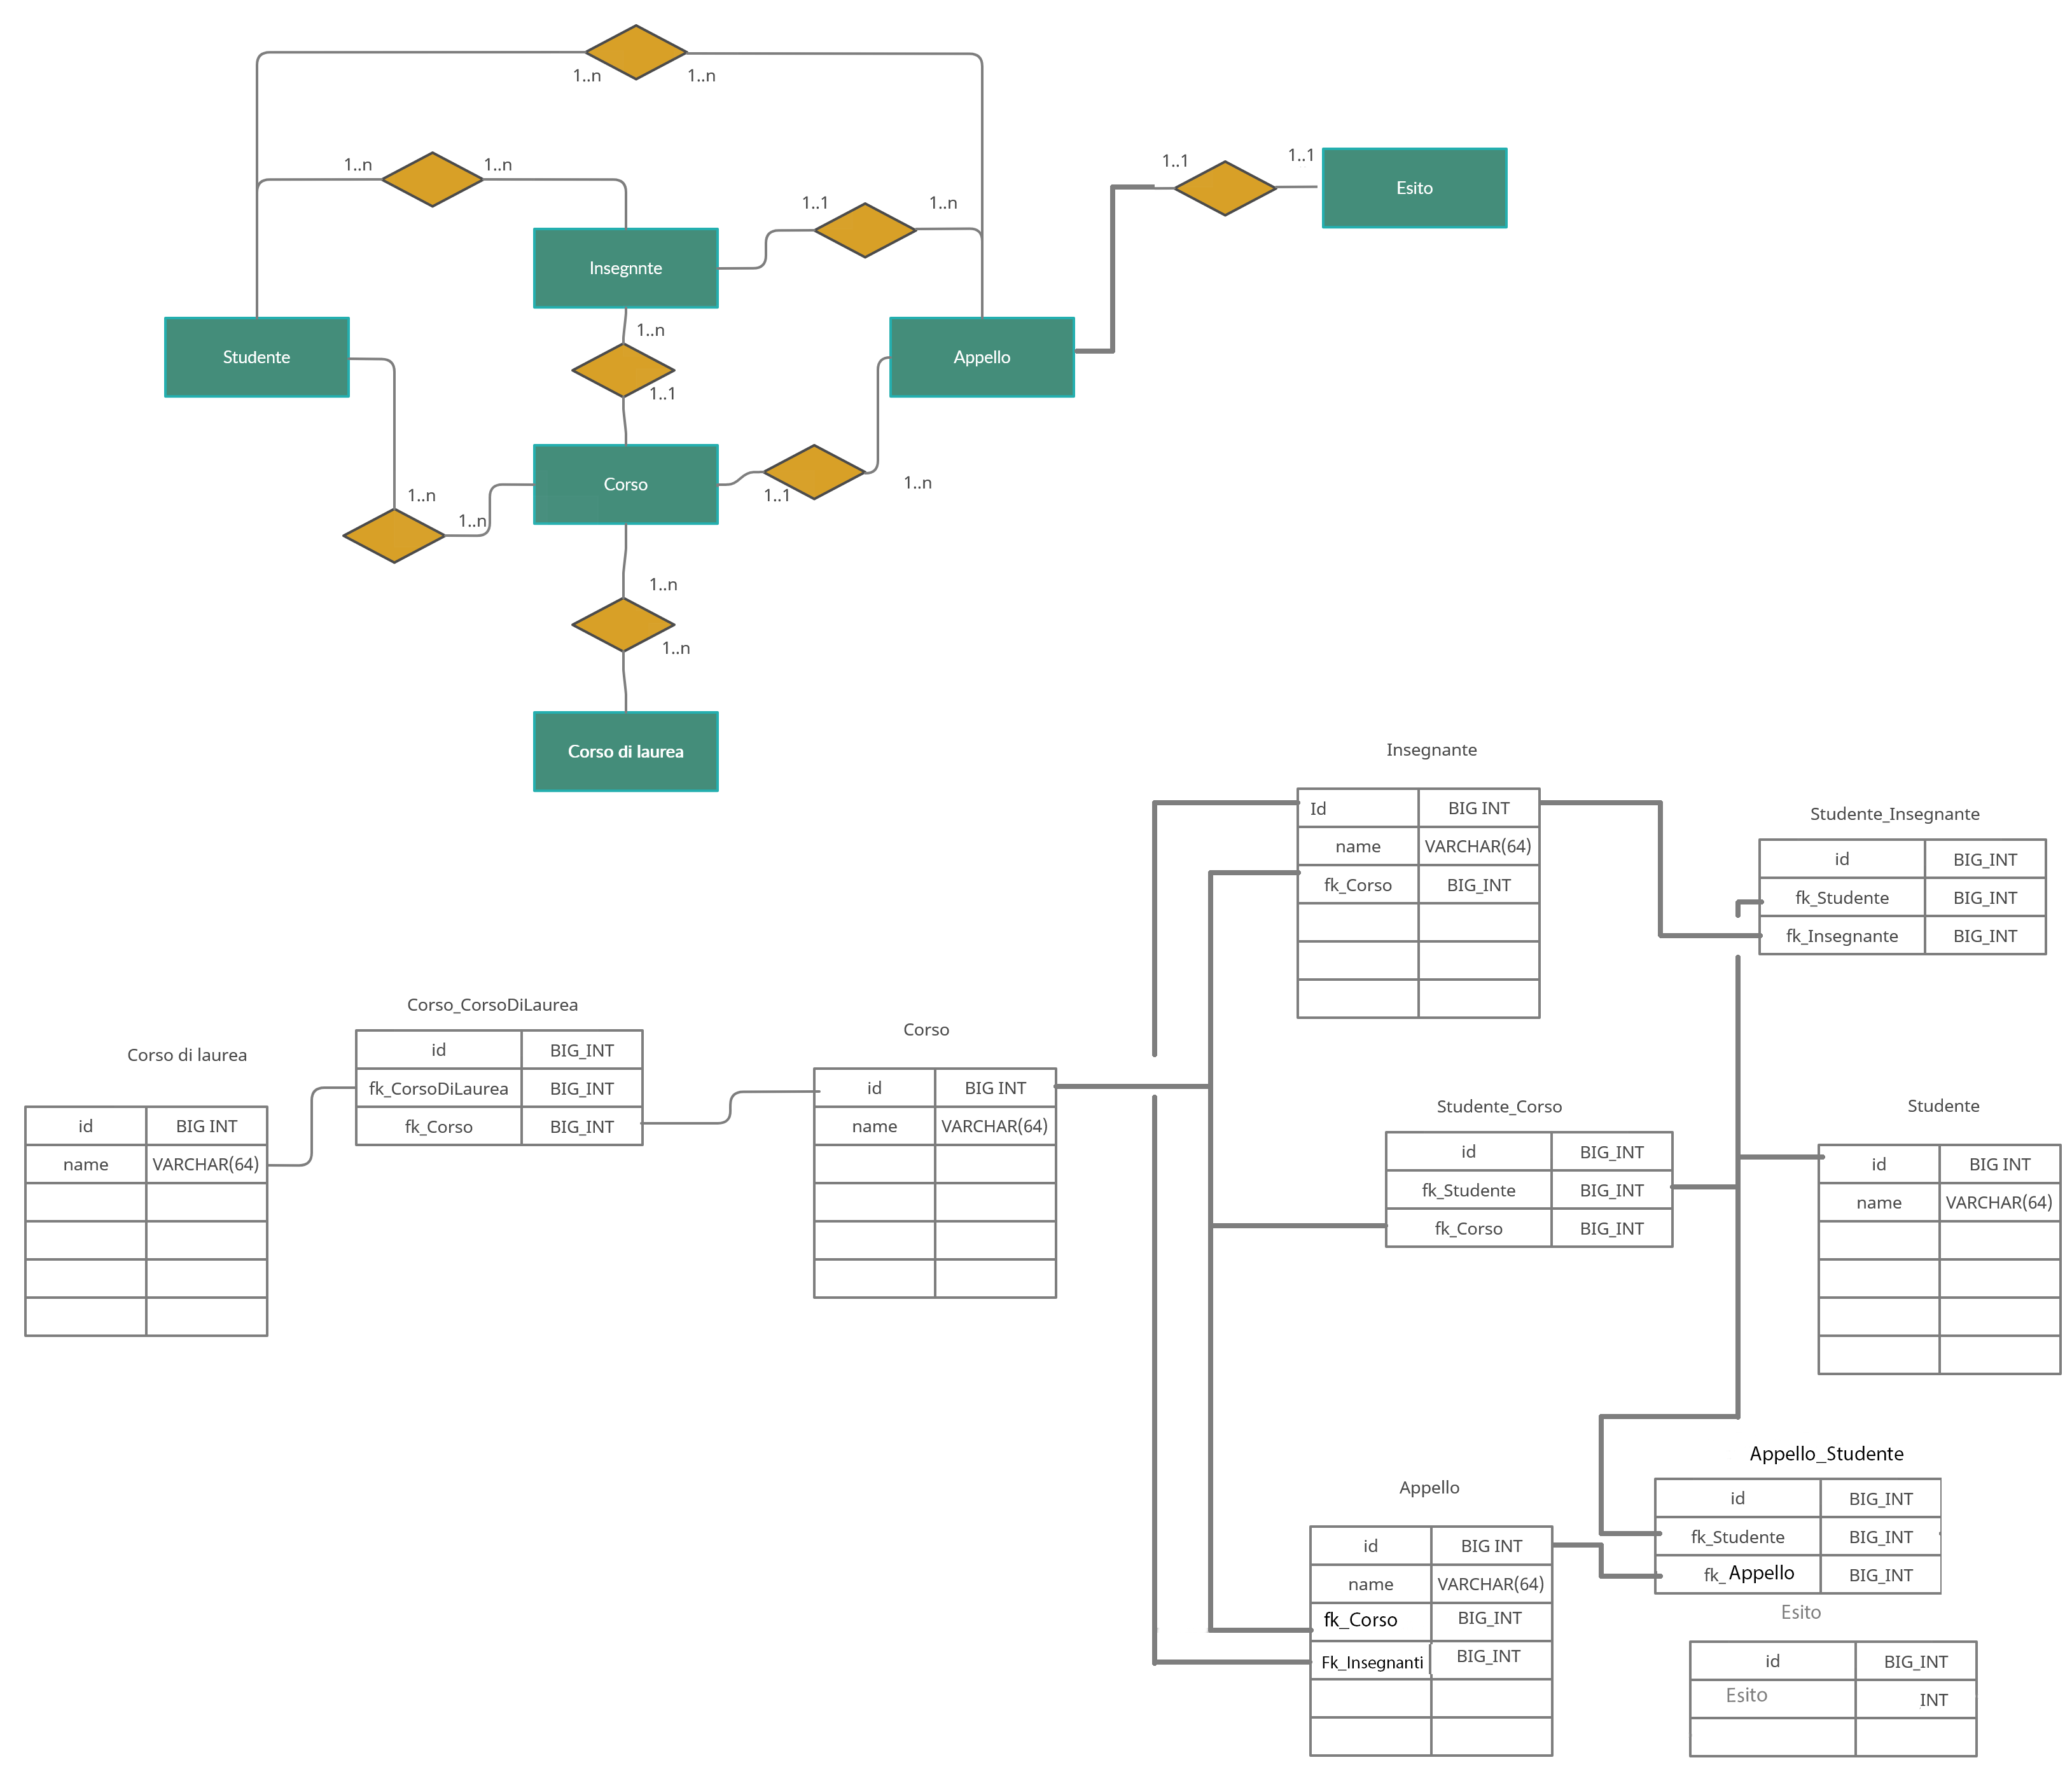 1..n
1..n
1..n
1..n
1..1
1..1
Esito
1..1
1..n
Insegnnte
1..n
Studente
Appello
1..1
Corso
1..1
1..n
1..n
1..n
1..n
1..n
Corso di laurea
Insegnante
Id BIG INT
name VARCHAR(64)
fk_Corso BIG_INT
Studente_Insegnante
id BIG_INT
fk_Studente BIG_INT
fk_Insegnante BIG_INT
Corso_CorsoDiLaurea
id BIG_INT
fk_CorsoDiLaurea BIG_INT
fk_Corso BIG_INT
Corso
id BIG INT
name VARCHAR(64)
Corso di laurea
id BIG INT
name VARCHAR(64)
Studente_Corso
id BIG_INT
fk_Studente BIG_INT
fk_Corso BIG_INT
Studente
id BIG INT
name VARCHAR(64)
Appello_Studente
id BIG_INT
fk_Studente BIG_INT
fk_Appello BIG_INT
Appello
id BIG INT
name VARCHAR(64)
fk_Corso BIG_INT
Fk_Insegnanti BIG_INT
Esito
id BIG_INT
Esito INT